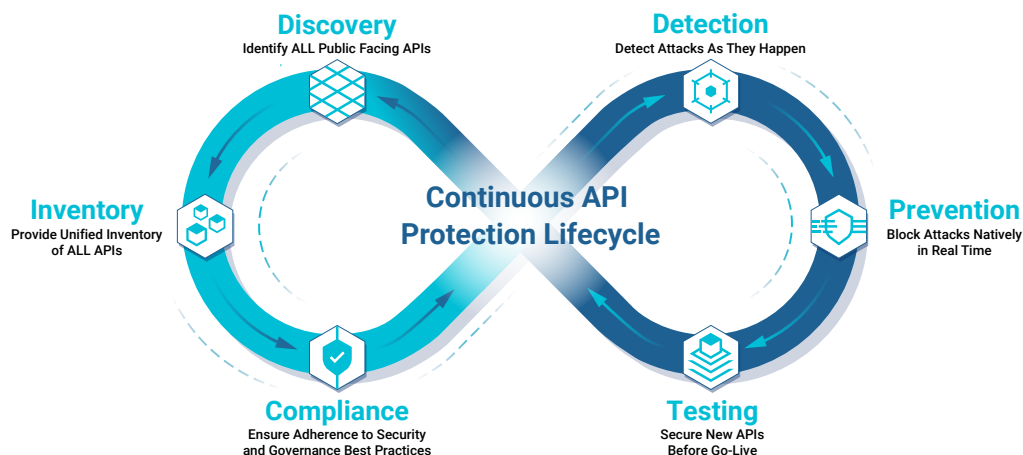 Discovery
Identify ALL Public Facing APIs
Detection
Detect Attacks As They Happen
Inventory
Provide Unified Inventory
of ALL APIs
Continuous API
Protection Lifecycle
Prevention
Block Attacks Natively
in Real Time
Compliance
Ensure Adherence to Security
and Governance Best Practices
Testing
Secure New APIs
Before Go-Live